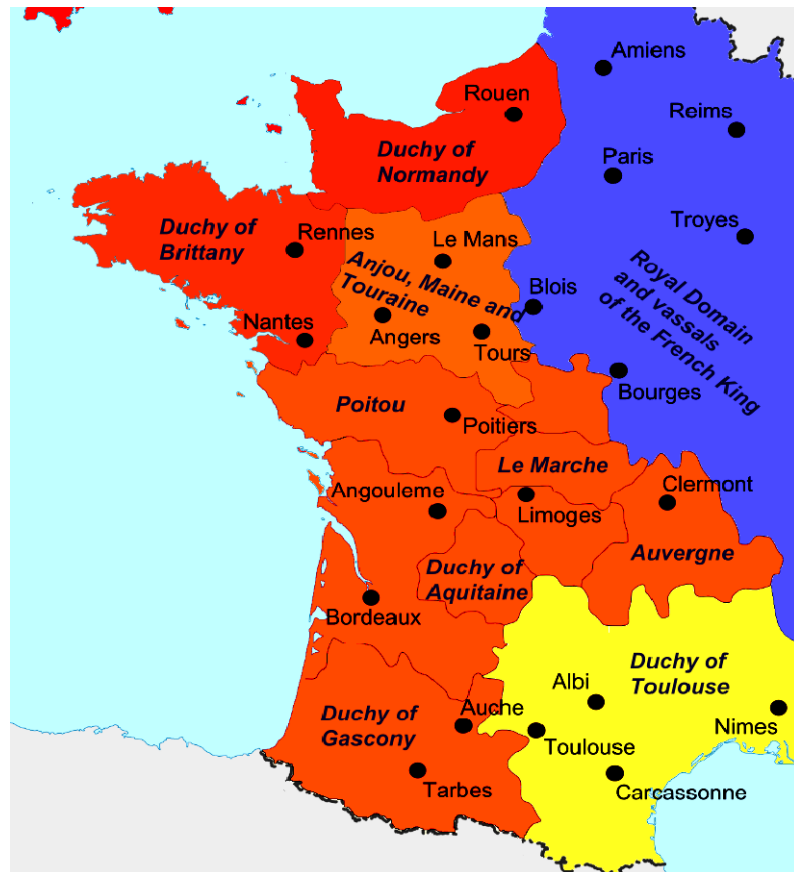 Amiens
Rouen
Reims
Duchy of
Normandy
Paris
Duchy of
Brittany
Rennes
Le Mans
Troyes
Anjou, Maine and
Touraine
Blois
Royal Domain
and vassals
of the French King
Nantes
Angers
Tours
Bourges
Poitou
Poitiers
Le Marche
Angouleme
Clermont
Limoges
Auvergne
Duchy of
Aquitaine
Bordeaux
Duchy of
Toulouse
Albi
Auche
Duchy of
Gascony
Nimes
Toulouse
Tarbes
Carcassonne